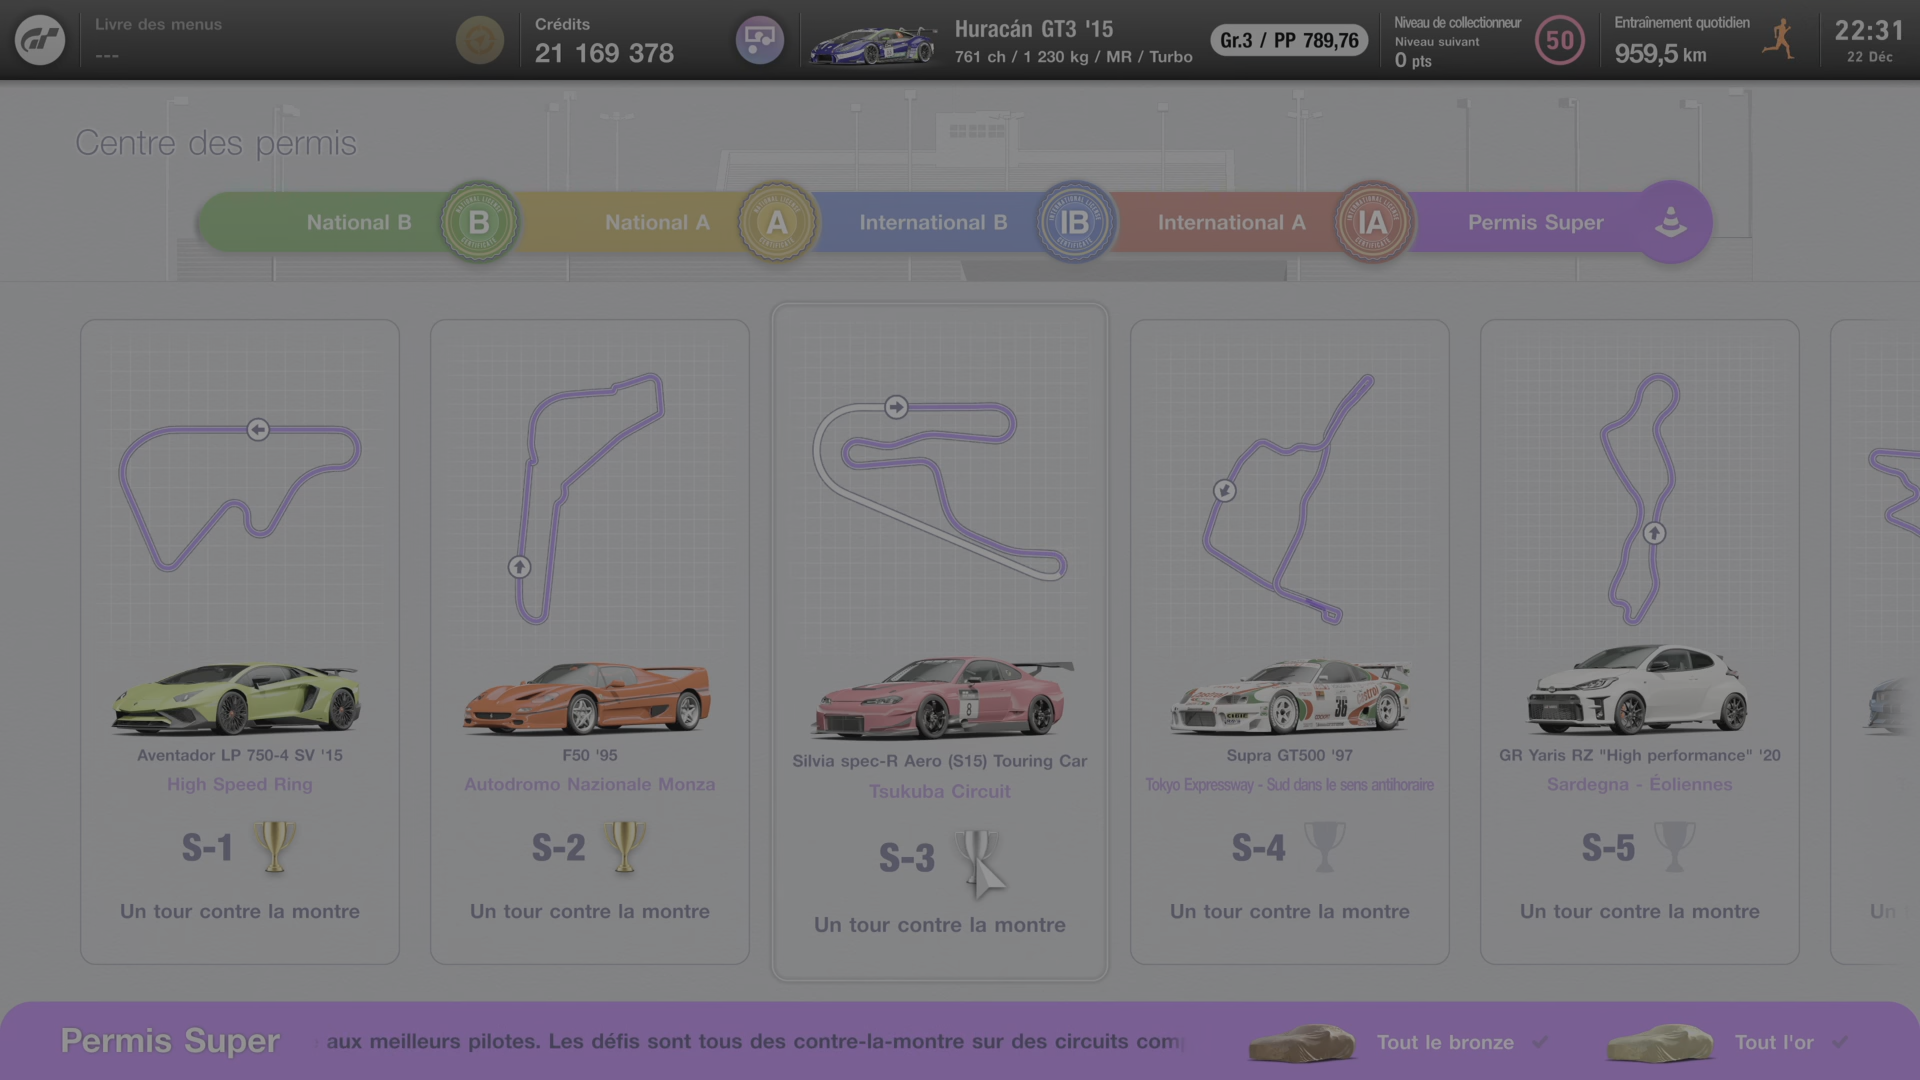 Livre des menus
---
Crédits
21 169 378
Huracán GT3 '15
761 ch / 1 230 kg / MR / Turbo
Gr.3 / PP 789,76
Niveau de collectionneur
Niveau suivant
0 pts
50
Entraînement quotidien
959,5 km
22:31
22 Déc
Centre des permis
National B
B
National A
A
International B
IB
International A
IA
Permis Super
Aventador LP 750-4 SV '15
High Speed Ring
S-1
Un tour contre la montre
F50 '95
Autodromo Nazionale Monza
S-2
Un tour contre la montre
Silvia spec-R Aero (S15) Touring Car
Tsukuba Circuit
S-3
Un tour contre la montre
Supra GT500 '97
Tokyo Expressway - Sud dans le sens antihoraire
S-4
Un tour contre la montre
GR Yaris RZ "High performance" '20
Sardegna - Éoliennes
S-5
Un tour contre la montre
Un
Permis Super
aux meilleurs pilotes. Les défis sont tous des contre-la-montre sur des circuits com
Tout le bronze
Tout l'or